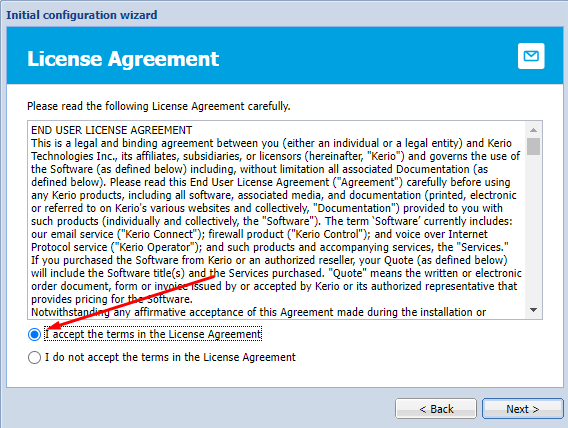 Initial configuration wizard
License Agreement
Please read the following License Agreement carefully.
END USER LICENSE AGREEMENT
This is a legal and binding agreement between you (either an individual or a legal entity) and Kerio
Technologies Inc., its affiliates, subsidiaries, or licensors (hereinafter, "Kerio") and governs the use of
the Software (as defined below) including, without limitation all associated Documentation (as
defined below). Please read this End User License Agreement ("Agreement") carefully before using
any Kerio products, including all software, associated media, and documentation (printed, electronic
or referred to on Kerio's various websites and collectively, "Documentation") provided to you with
such products (individually and collectively, the "Software"). The term 'Software' currently includes:
our email service ("Kerio Connect"); firewall product ("Kerio Control"); and voice over Internet
Protocol service ("Kerio Operator"); and such products and accompanying services, the "Services."
If you purchased the Software from Kerio or an authorized reseller, your Quote (as defined below)
will include the Software title(s) and the Services purchased. "Quote" means the written or electronic
order document, form or invoice issued by or accepted by Kerio or its authorized representative that
provides pricing for the Software.
Notwithstanding any affirmative acceptance of this Agreement made during the installation or
I accept the terms in the License Agreement
I do not accept the terms in the License Agreement
< Back
Next >